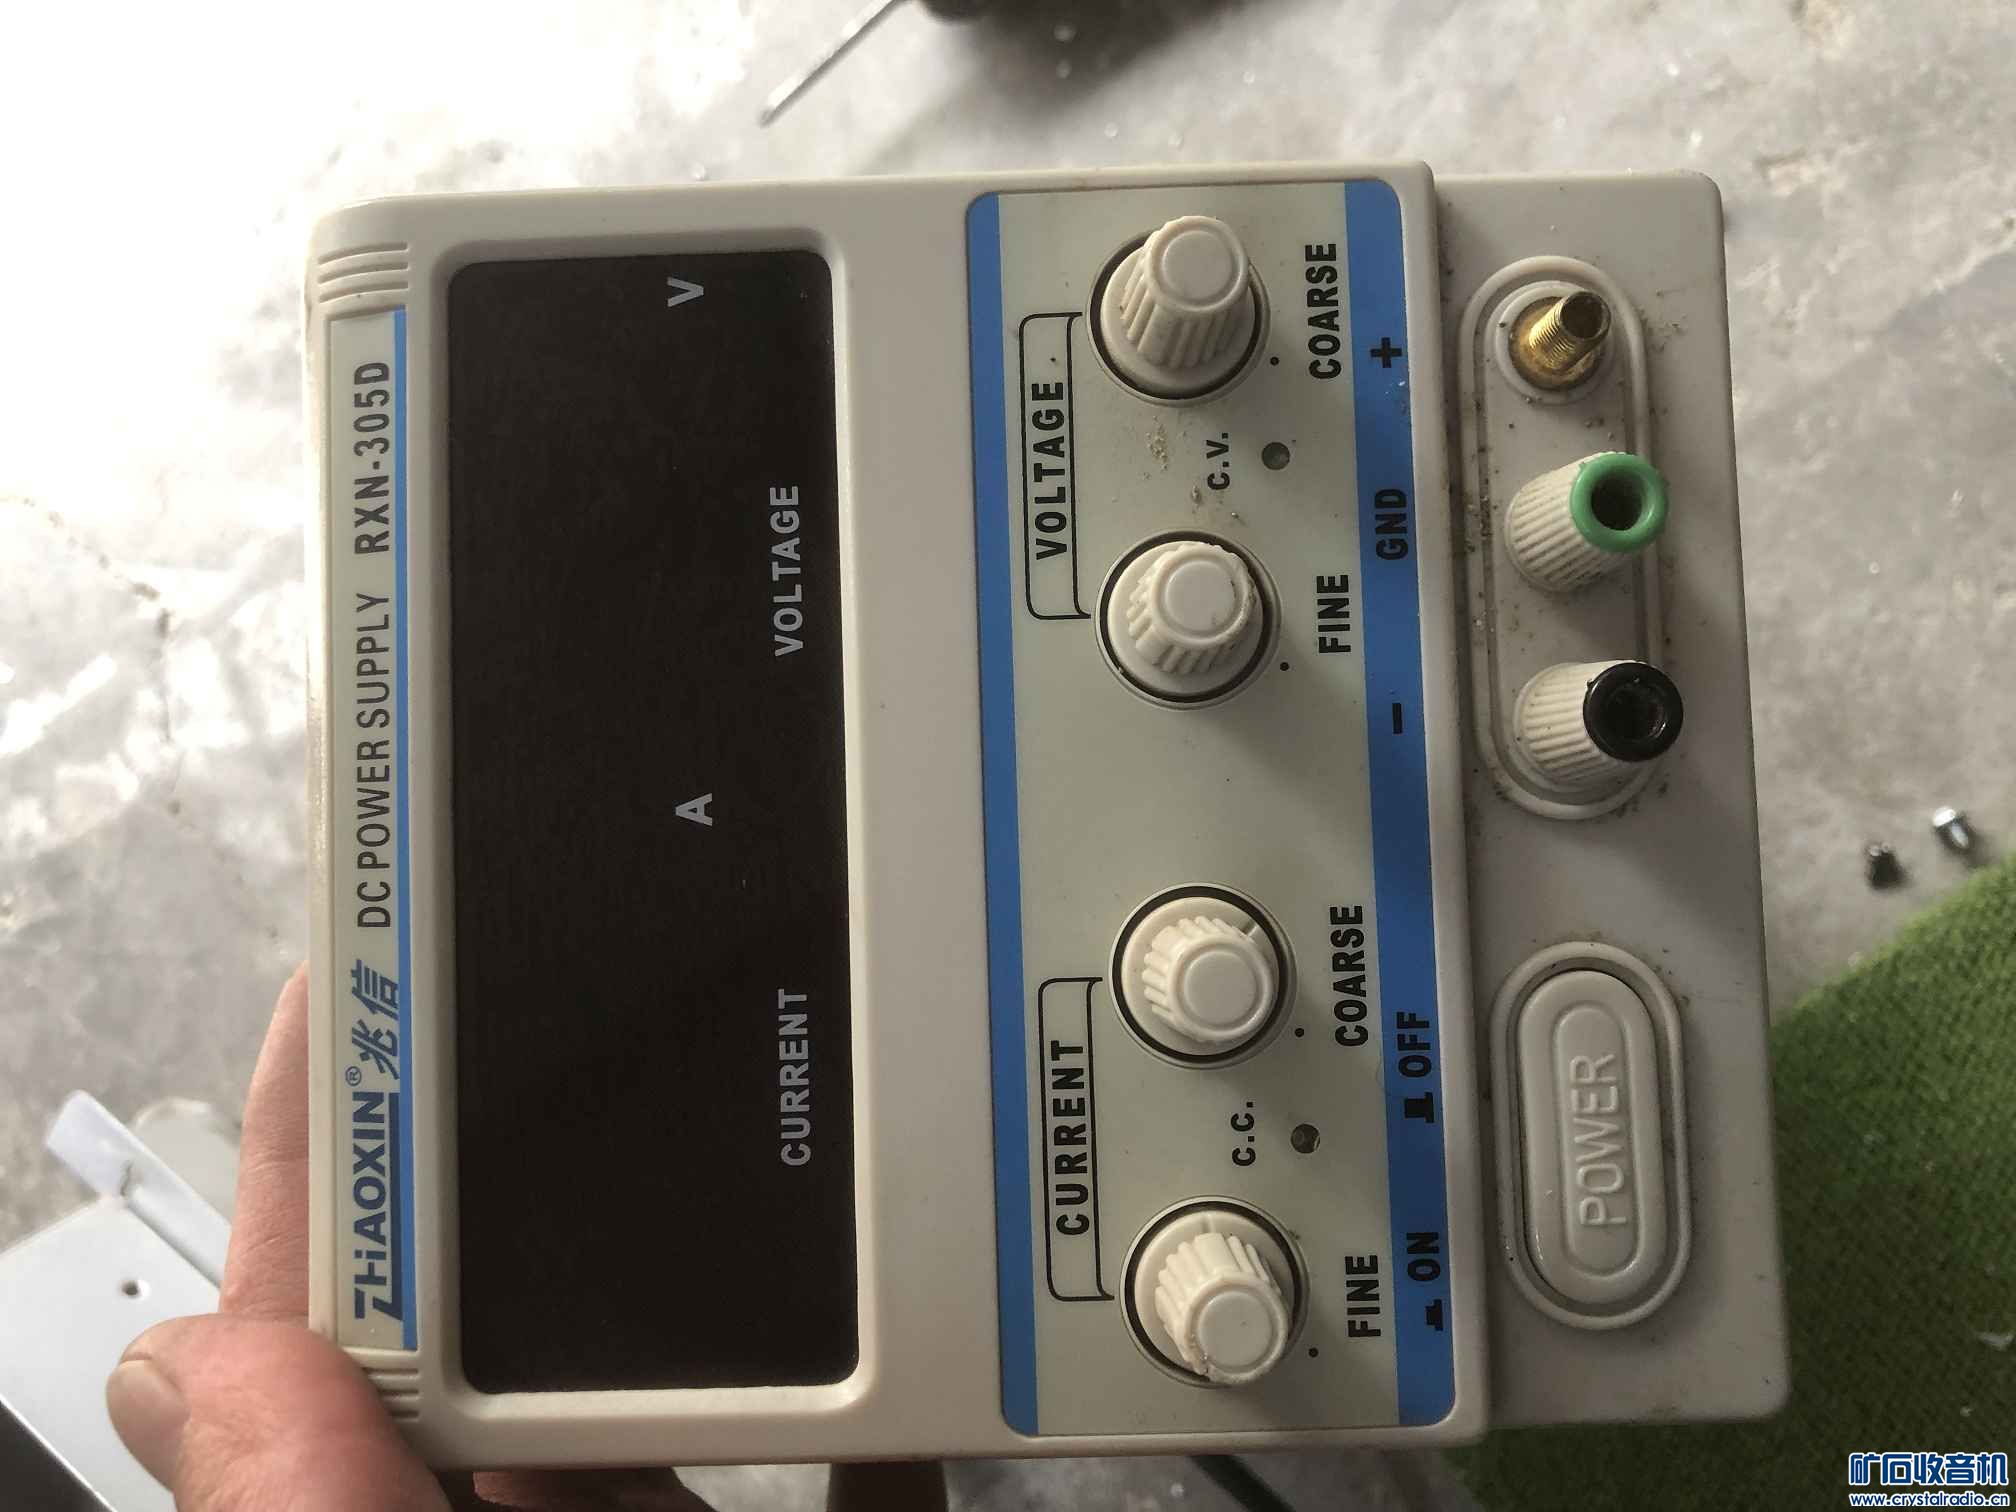 ZHAOXIN® 兆信 DC POWER SUPPLY RXN-305D
A V
CURRENT VOLTAGE
CURRENT VOLTAGE
C.C. C.V.
FINE COARSE FINE COARSE
ON OFF - GND +
POWER
矿石收音机
www.crystalradio.cn